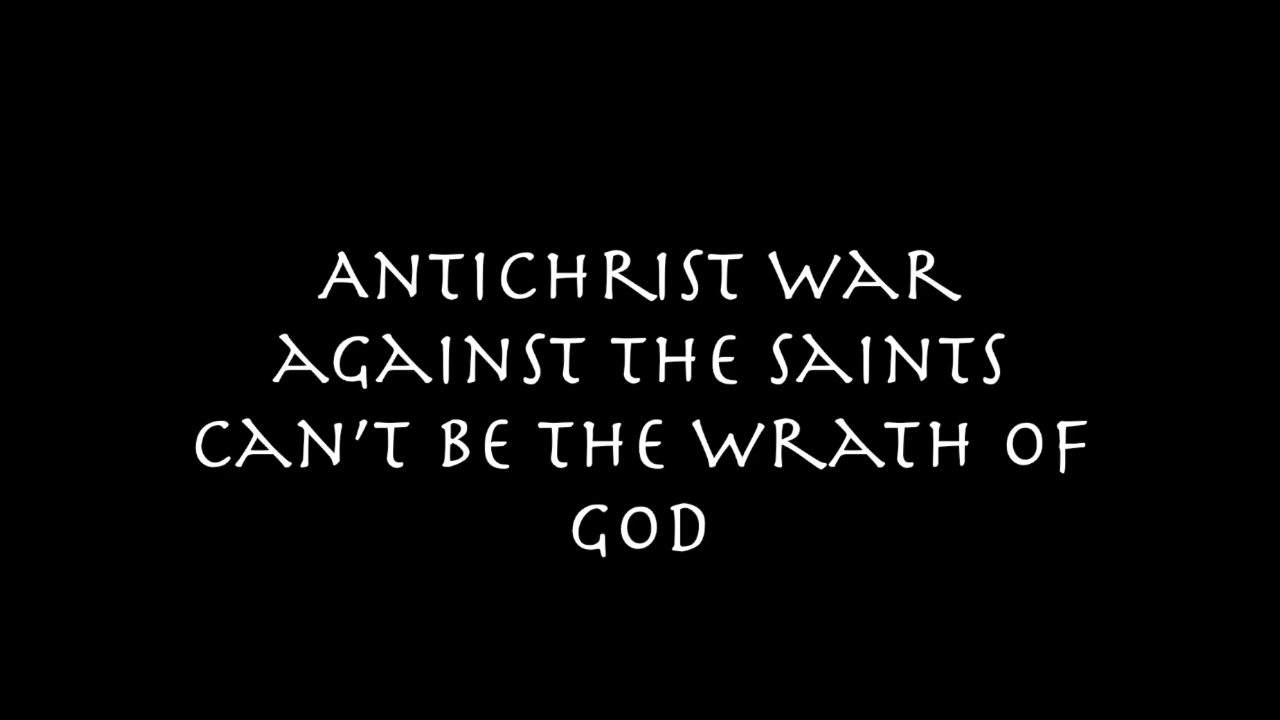 ANTICHRIST WAR
AGAINST THE SAINTS
CAN'T BE THE WRATH OF
GOD